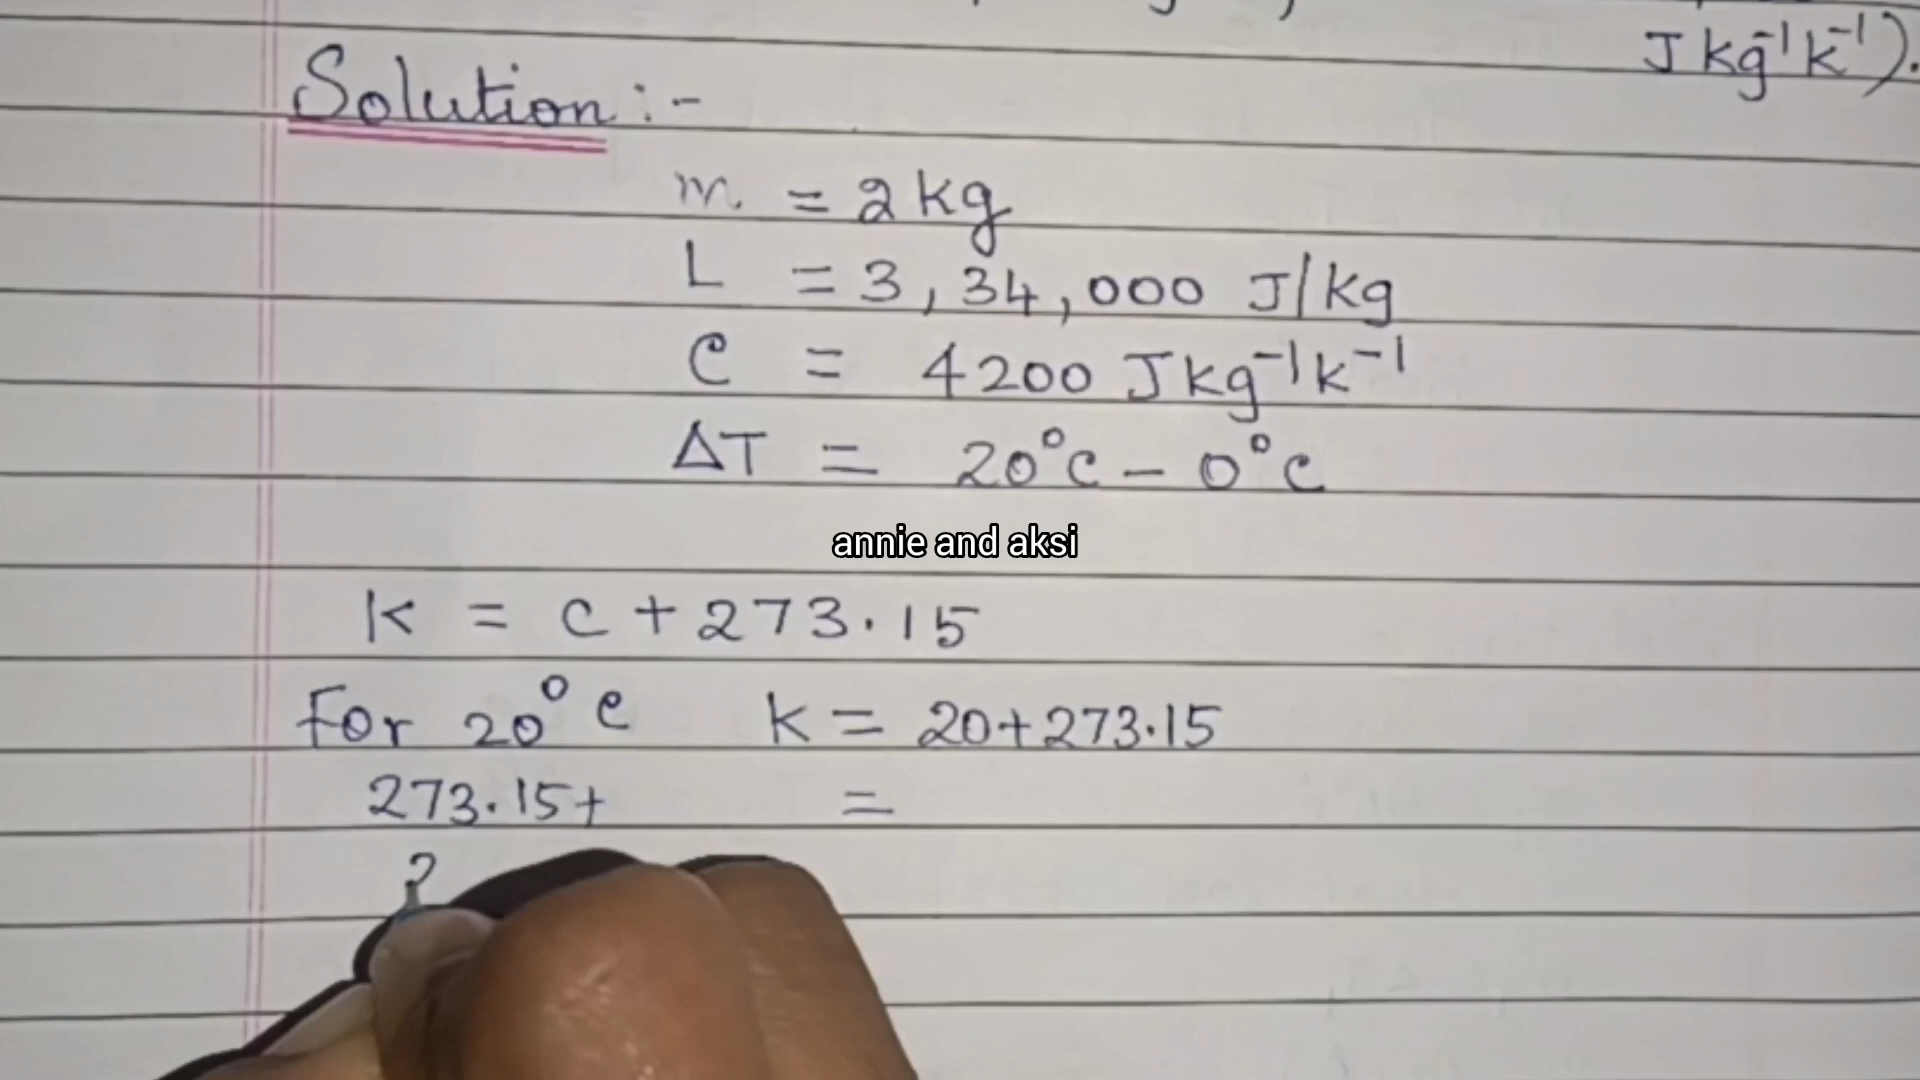 J kg⁻¹ k⁻¹).
Solution :-
m = 2 kg
L = 3,34,000 J/kg
C = 4200 J kg⁻¹ k⁻¹
ΔT = 20°C - 0°C
annie and aksi
K = C + 273.15
For 20°C K = 20+273.15
273.15+ =
2